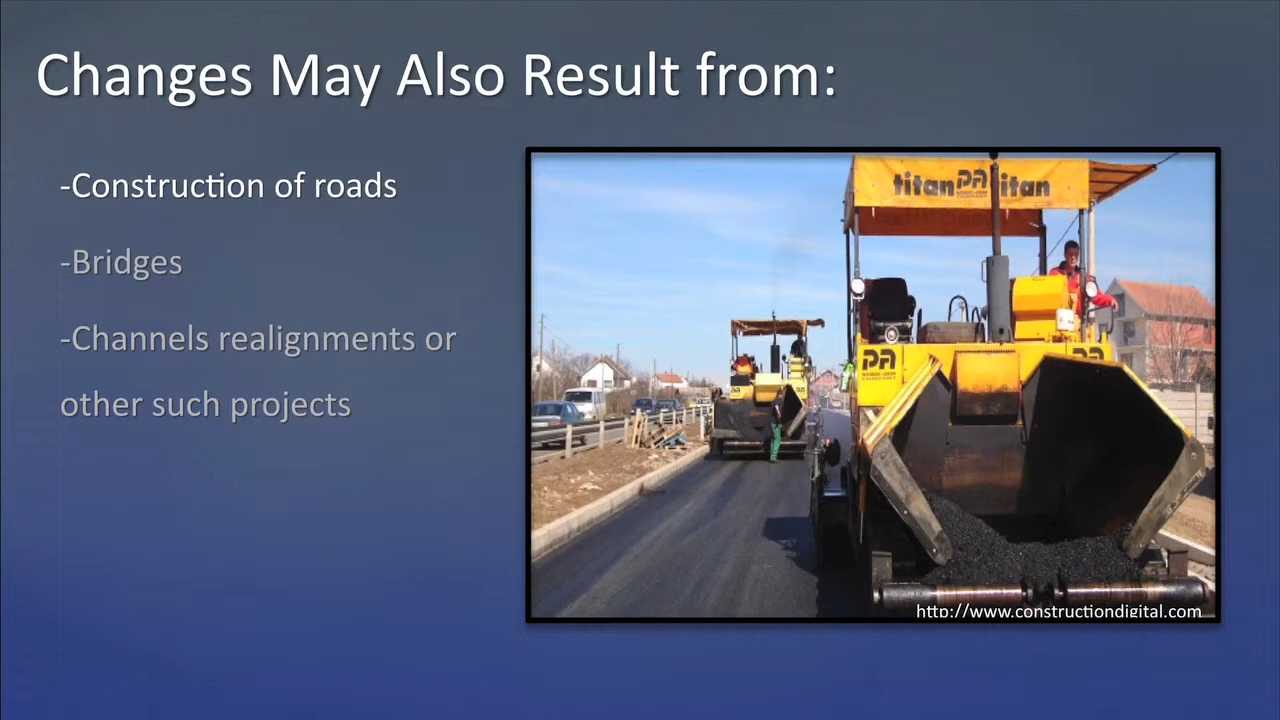 Changes May Also Result from:
-Construction of roads
-Bridges
-Channels realignments or
other such projects
titan PA titan
PA
http://www.constructiondigital.com